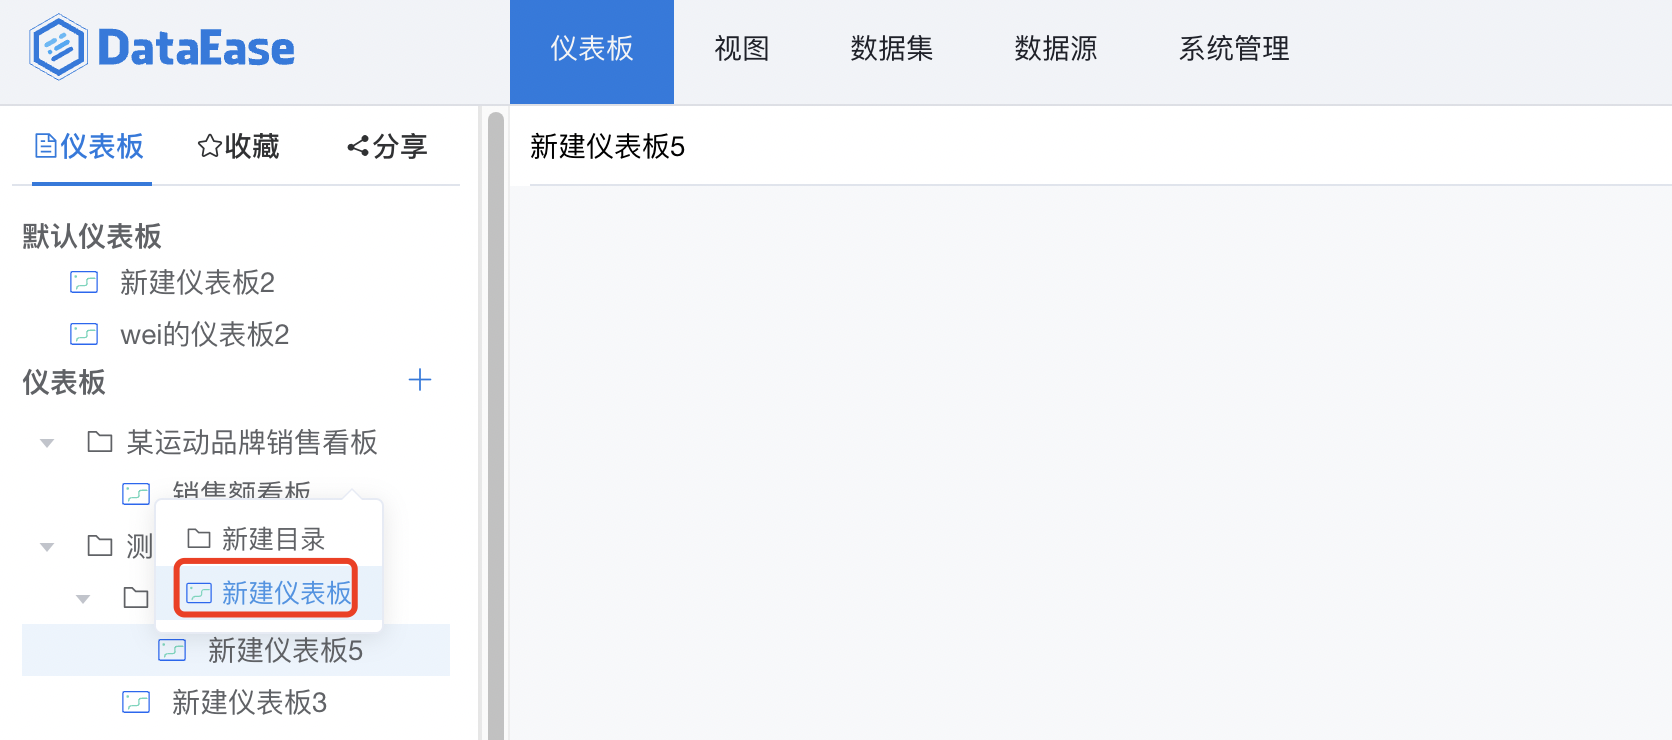 DataEase
仪表板 视图 数据集 数据源 系统管理
仪表板 收藏 分享
新建仪表板5
默认仪表板
新建仪表板2
wei的仪表板2
仪表板
某运动品牌销售看板
销售额看板
新建目录
测
新建仪表板
新建仪表板5
新建仪表板3